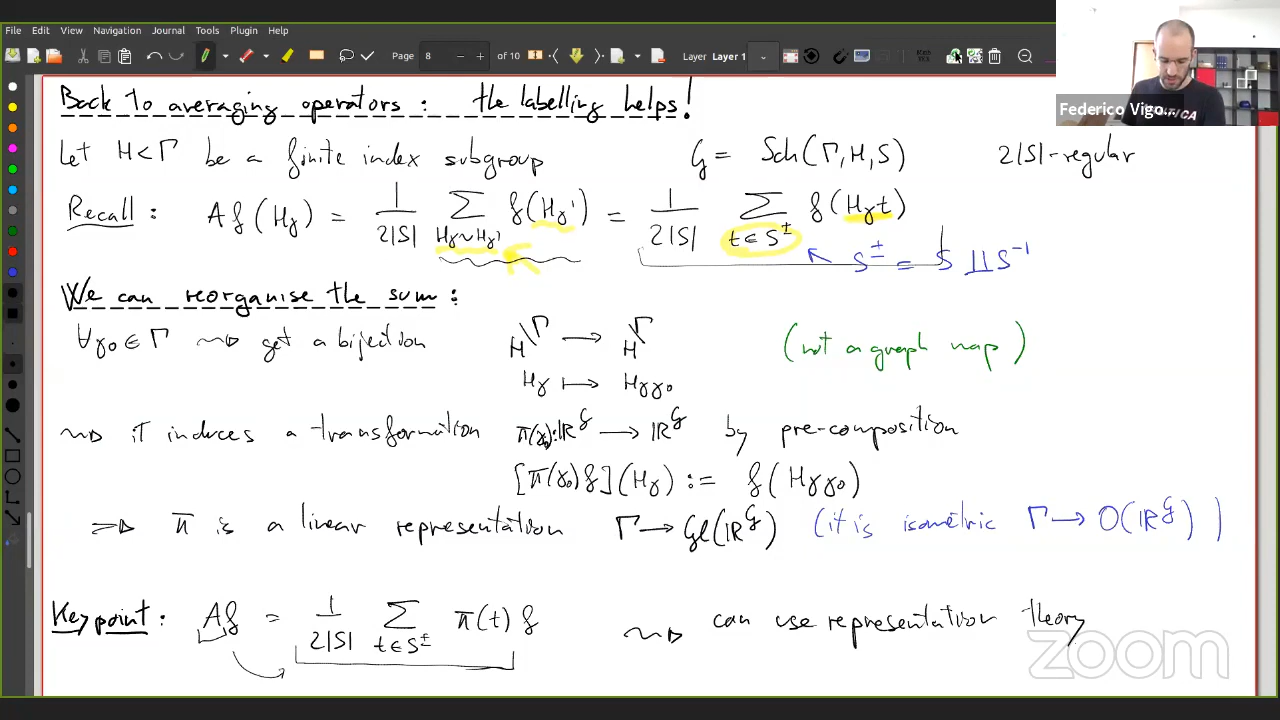 File Edit View Navigation Journal Tools Plugin Help
Page 8 of 10 Layer Layer 1
Federico Vigo...
Back to averaging operators : the labelling helps!
Let H<Γ be a finite index subgroup G = Sch(Γ,H,S) 2|S|-regular
Recall : Af(Hγ) = 1/2|S| ∑_{Hγ~Hγ'} f(Hγ') = 1/2|S| ∑_{t∈S^±} f(Hγt)
S^± = S ⨿ S^{-1}
We can reorganise the sum :
∀γ₀∈Γ ⇝ get a bijection H\Γ → H\Γ (not a graph map)
Hγ ↦ Hγγ₀
⇝ it induces a transformation π(γ₀): ℝ^G → ℝ^G by pre-composition
[π(γ₀)f](Hγ) := f(Hγγ₀)
⇒ π is a linear representation Γ → Gl(ℝ^G) (it is isometric Γ → O(ℝ^G))
Key point : Af = 1/2|S| ∑_{t∈S^±} π(t) f ⇝ can use representation theory
zoom